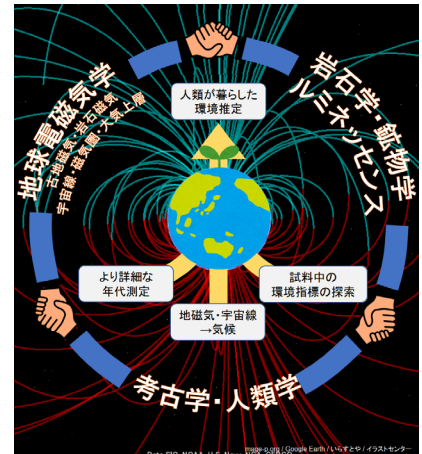 地球電磁気学
古地磁気・岩石磁気
宇宙線・磁気圏・大気上層
岩石学・鉱物学
ルミネッセンス
人類が暮らした
環境推定
より詳細な
年代測定
試料中の
環境指標の探索
地磁気・宇宙線
→気候
考古学・人類学
/ Google Earth / いらすとや / イラストセンター